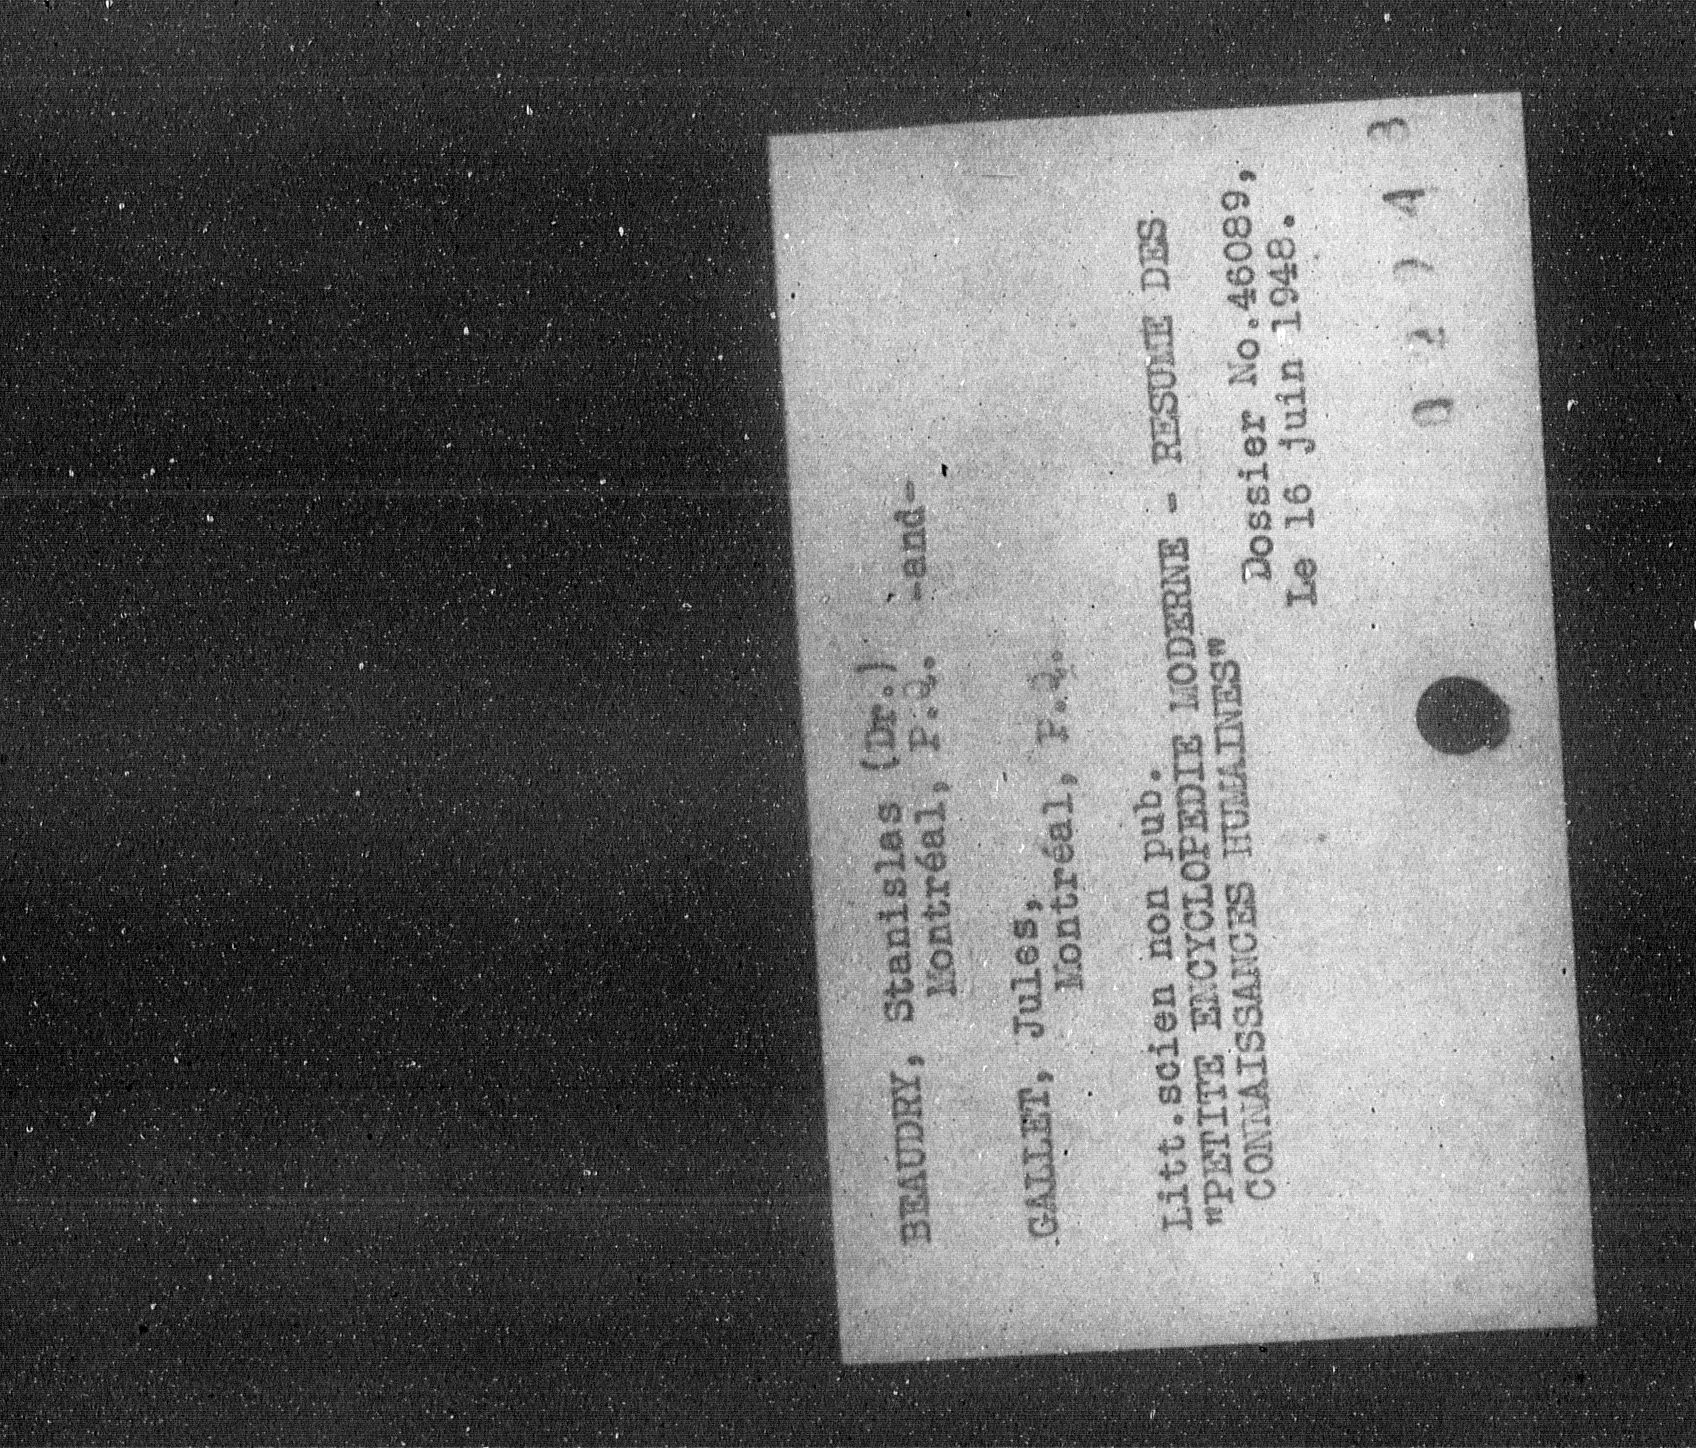 BEAUDRY, Stanislas (Dr.)
Montréal, P.Q. -and-
GALLET, Jules,
Montréal, P.Q.
Litt.scien non pub.
"PETITE ENCYCLOPEDIE MODERNE - RESUME DES
CONNAISSANCES HUMAINES"
Dossier No.46089,
Le 16 juin 1948.